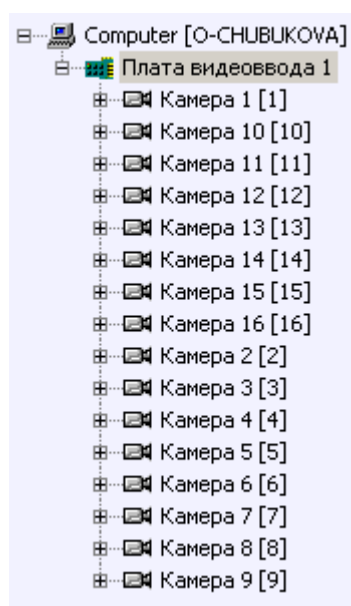 Computer [O-CHUBUKOVA]
Плата видеоввода 1
Камера 1 [1]
Камера 10 [10]
Камера 11 [11]
Камера 12 [12]
Камера 13 [13]
Камера 14 [14]
Камера 15 [15]
Камера 16 [16]
Камера 2 [2]
Камера 3 [3]
Камера 4 [4]
Камера 5 [5]
Камера 6 [6]
Камера 7 [7]
Камера 8 [8]
Камера 9 [9]